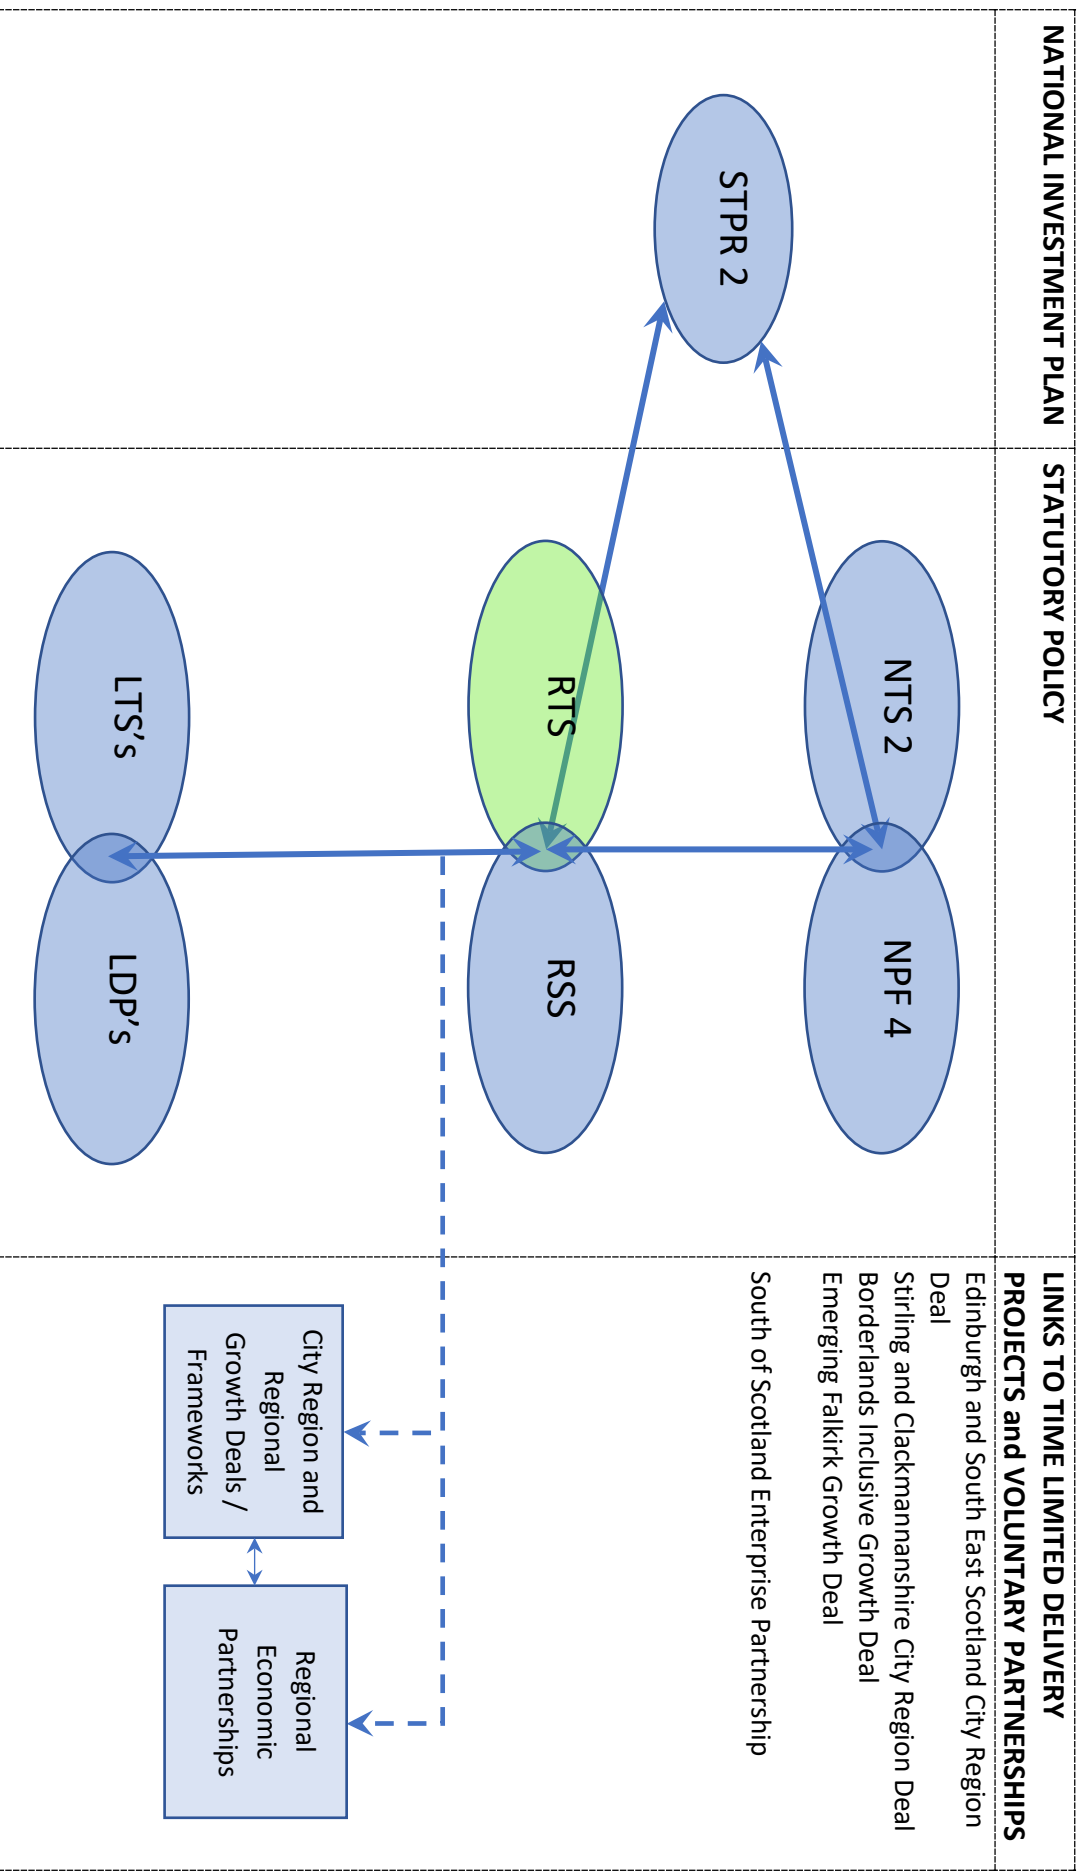 NATIONAL INVESTMENT PLAN
STATUTORY POLICY
LINKS TO TIME LIMITED DELIVERY
PROJECTS and VOLUNTARY PARTNERSHIPS
STPR 2
NTS 2
NPF 4
RTS
RSS
LTS's
LDP's
Edinburgh and South East Scotland City Region
Deal
Stirling and Clackmannanshire City Region Deal
Borderlands Inclusive Growth Deal
Emerging Falkirk Growth Deal
South of Scotland Enterprise Partnership
City Region and
Regional
Growth Deals /
Frameworks
Regional
Economic
Partnerships